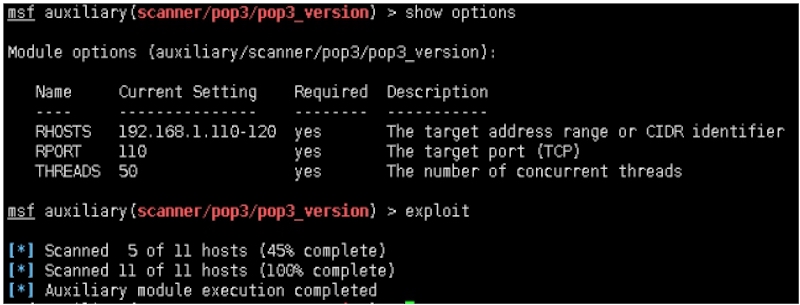 msf auxiliary(scanner/pop3/pop3_version) > show options
Module options (auxiliary/scanner/pop3/pop3_version):
Name Current Setting Required Description
---- --------------- -------- -----------
RHOSTS 192.168.1.110-120 yes The target address range or CIDR identifier
RPORT 110 yes The target port (TCP)
THREADS 50 yes The number of concurrent threads
msf auxiliary(scanner/pop3/pop3_version) > exploit
[*] Scanned 5 of 11 hosts (45% complete)
[*] Scanned 11 of 11 hosts (100% complete)
[*] Auxiliary module execution completed